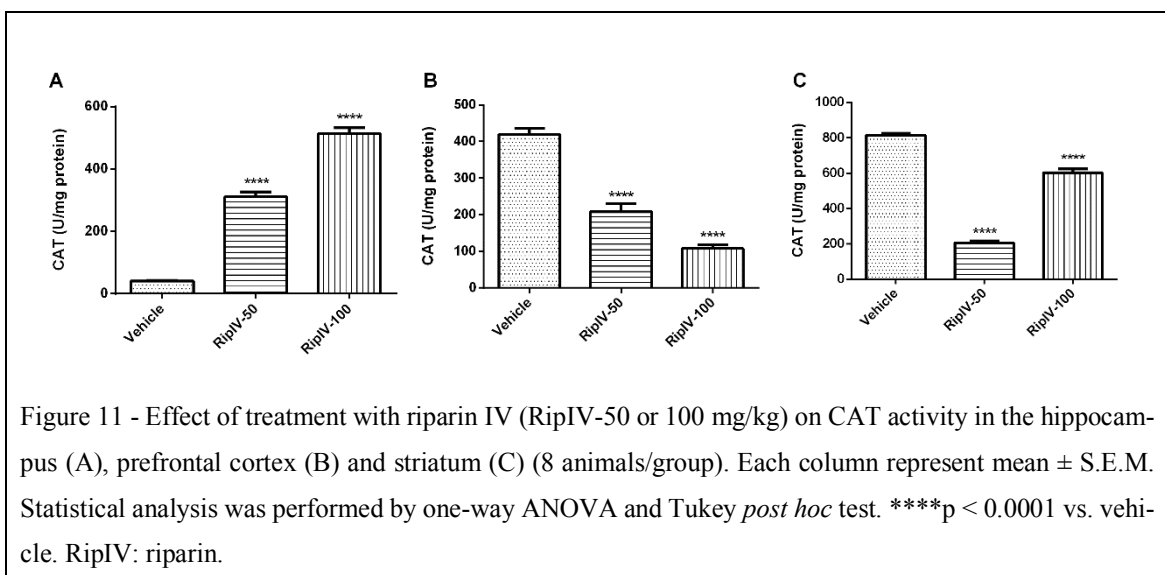 A
CAT (U/mg protein)
600
400
200
0
****
****
Vehicle
RipIV-50
RipIV-100
B
CAT (U/mg protein)
500
400
300
200
100
0
****
****
Vehicle
RipIV-50
RipIV-100
C
CAT (U/mg protein)
1000
800
600
400
200
0
****
****
Vehicle
RipIV-50
RipIV-100
Figure 11 - Effect of treatment with riparin IV (RipIV-50 or 100 mg/kg) on CAT activity in the hippocam-
pus (A), prefrontal cortex (B) and striatum (C) (8 animals/group). Each column represent mean ± S.E.M.
Statistical analysis was performed by one-way ANOVA and Tukey post hoc test. ****p < 0.0001 vs. vehi-
cle. RipIV: riparin.